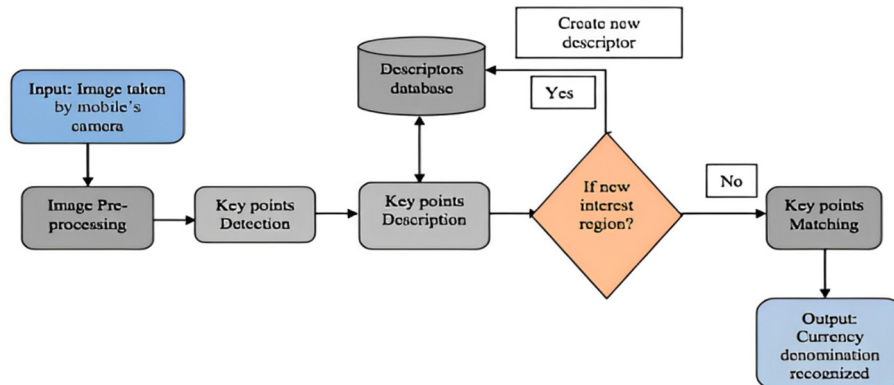 Create new
descriptor
Descriptors
database
Yes
Input: Image taken
by mobile's
camera
If new
interest
region?
No
Image Pre-
processing
Key points
Detection
Key points
Description
Key points
Matching
Output:
Currency
denomination
recognized